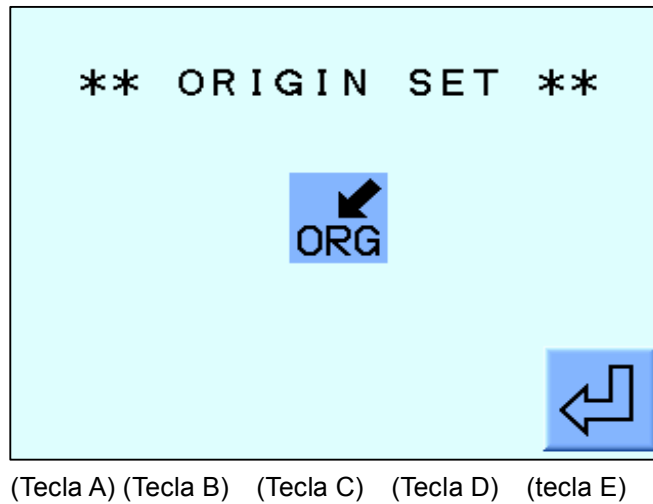 ** ORIGIN SET **
ORG
(Tecla A) (Tecla B) (Tecla C) (Tecla D) (tecla E)